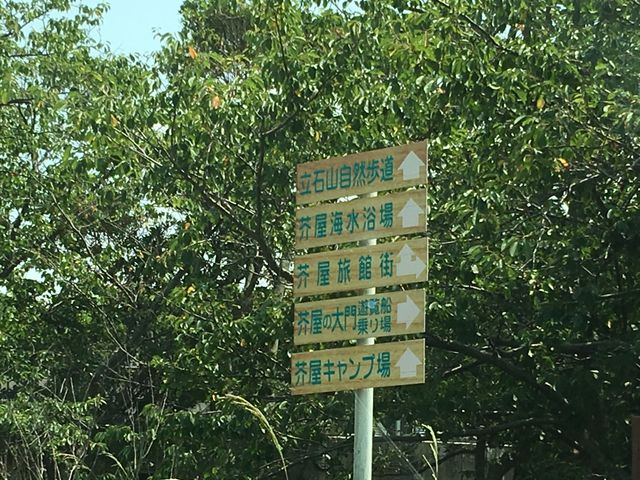 立石山自然歩道
芥屋海水浴場
芥屋旅館街
芥屋の大門遊覧船乗り場
芥屋キャンプ場